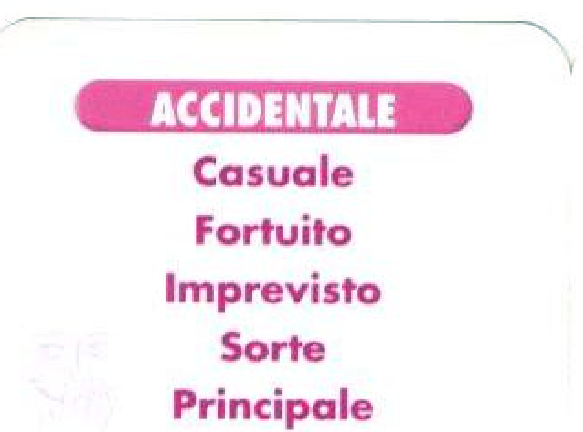 ACCIDENTALE
Casuale
Fortuito
Imprevisto
Sorte
Principale